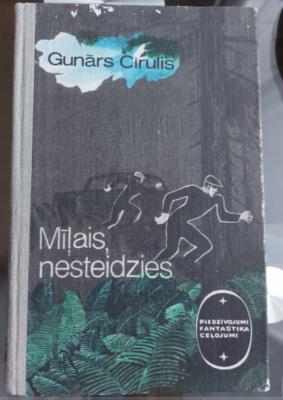 Gunārs Cīrulis
Mīļais,
nesteidzies
PIEDZĪVOJUMI
FANTASTIKA
CEĻOJUMI